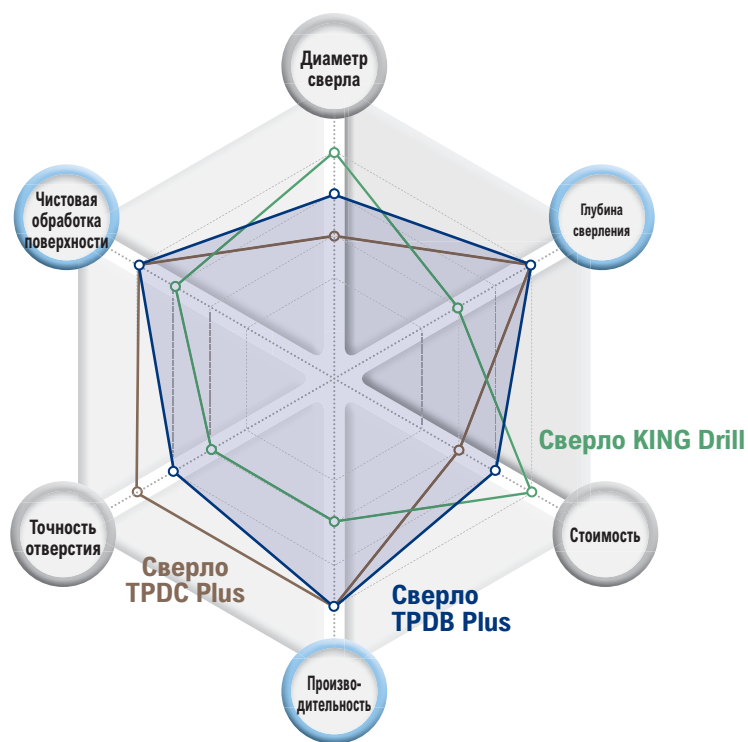 Диаметр
сверла
Чистовая
обработка
поверхности
Глубина
сверления
Сверло KING Drill
Точность
отверстия
Стоимость
Сверло
TPDC Plus
Сверло
TPDB Plus
Произво-
дительность